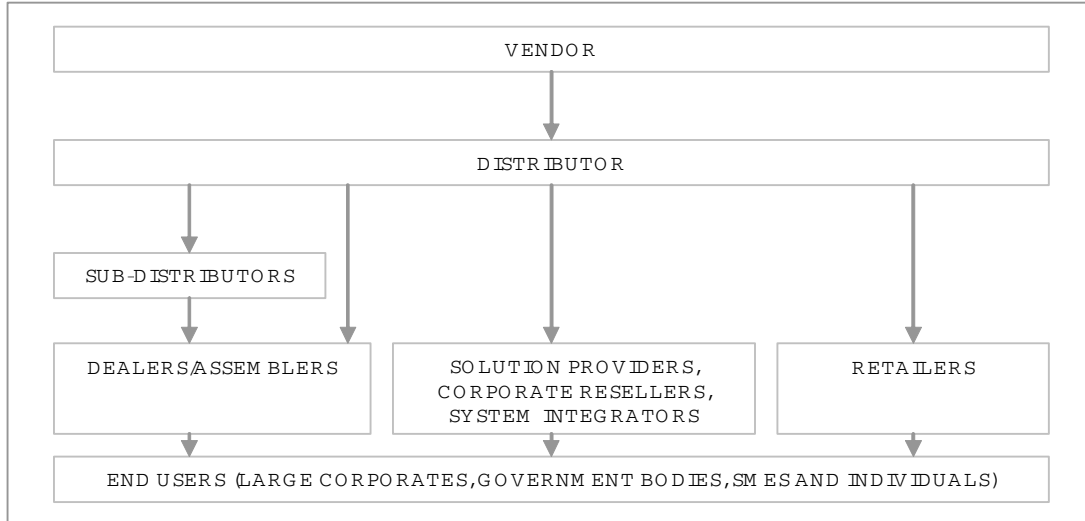 VENDOR
DISTRIBUTOR
SUB-DISTRIBUTORS
DEALERS/ASSEMBLERS
SOLUTION PROVIDERS,
CORPORATE RESELLERS,
SYSTEM INTEGRATORS
RETAILERS
END USERS (LARGE CORPORATES, GOVERNMENT BODIES, SMES AND INDIVIDUALS)